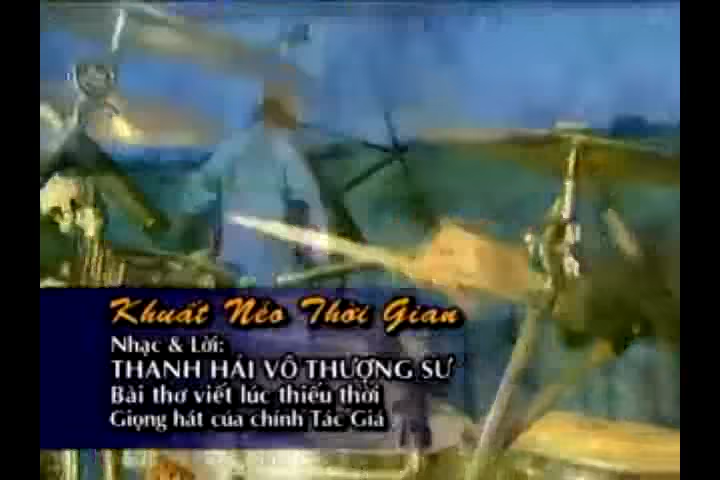 Khuất Nẻo Thời Gian
Nhạc & Lời:
THANH HẢI VÔ THƯỢNG SƯ
Bài thơ viết lúc thiếu thời
Giọng hát của chính Tác Giả